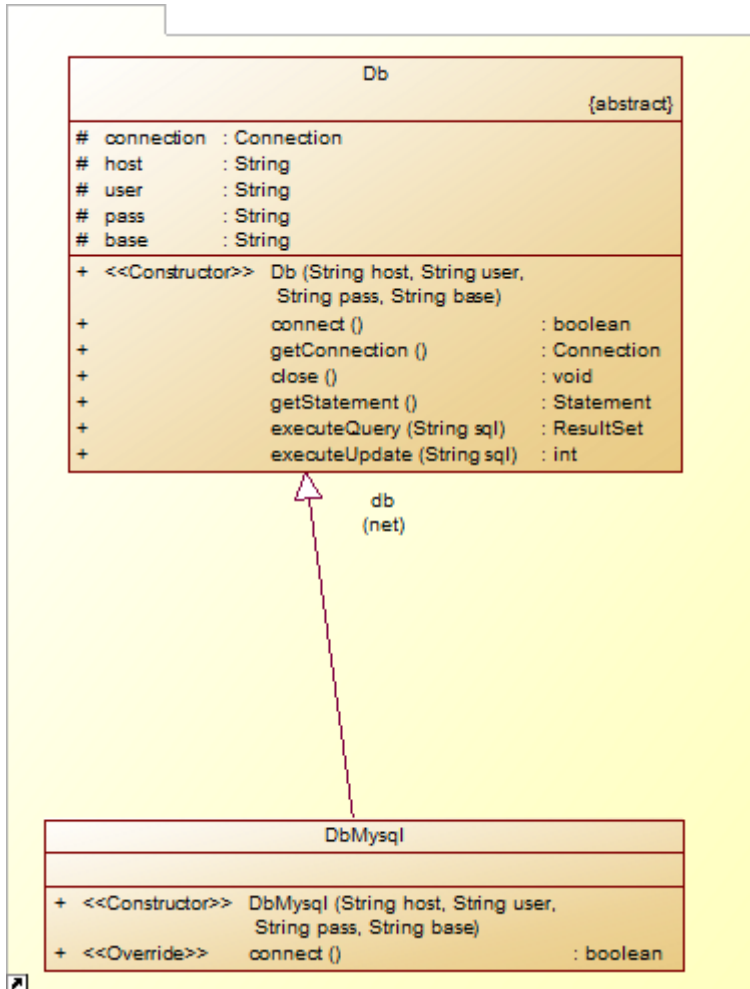 Db
{abstract}
# connection : Connection
# host : String
# user : String
# pass : String
# base : String
+ <<Constructor>> Db (String host, String user,
String pass, String base)
+ connect () : boolean
+ getConnection () : Connection
+ close () : void
+ getStatement () : Statement
+ executeQuery (String sql) : ResultSet
+ executeUpdate (String sql) : int
db
(net)
DbMysql
+ <<Constructor>> DbMysql (String host, String user,
String pass, String base)
+ <<Override>> connect () : boolean